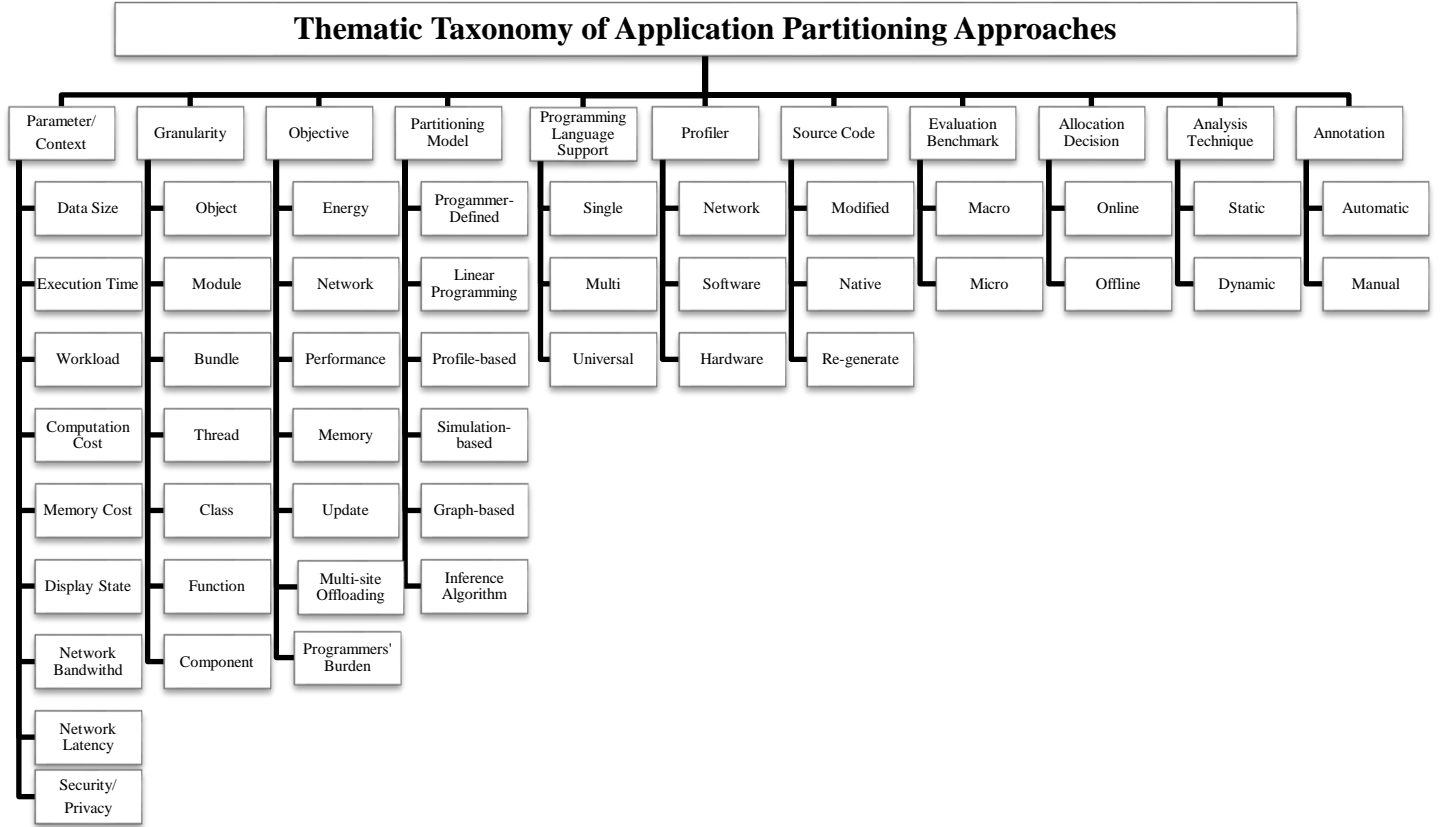 Thematic Taxonomy of Application Partitioning Approaches
Parameter/
Context
Data Size
Execution Time
Workload
Computation
Cost
Memory Cost
Display State
Network
Bandwithd
Network
Latency
Security/
Privacy
Granularity
Object
Module
Bundle
Thread
Class
Function
Component
Objective
Energy
Network
Performance
Memory
Update
Multi-site
Offloading
Programmers'
Burden
Partitioning
Model
Progammer-
Defined
Linear
Programming
Profile-based
Simulation-
based
Graph-based
Inference
Algorithm
Programming
Language
Support
Single
Multi
Universal
Profiler
Network
Software
Hardware
Source Code
Modified
Native
Re-generate
Evaluation
Benchmark
Macro
Micro
Allocation
Decision
Online
Offline
Analysis
Technique
Static
Dynamic
Annotation
Automatic
Manual